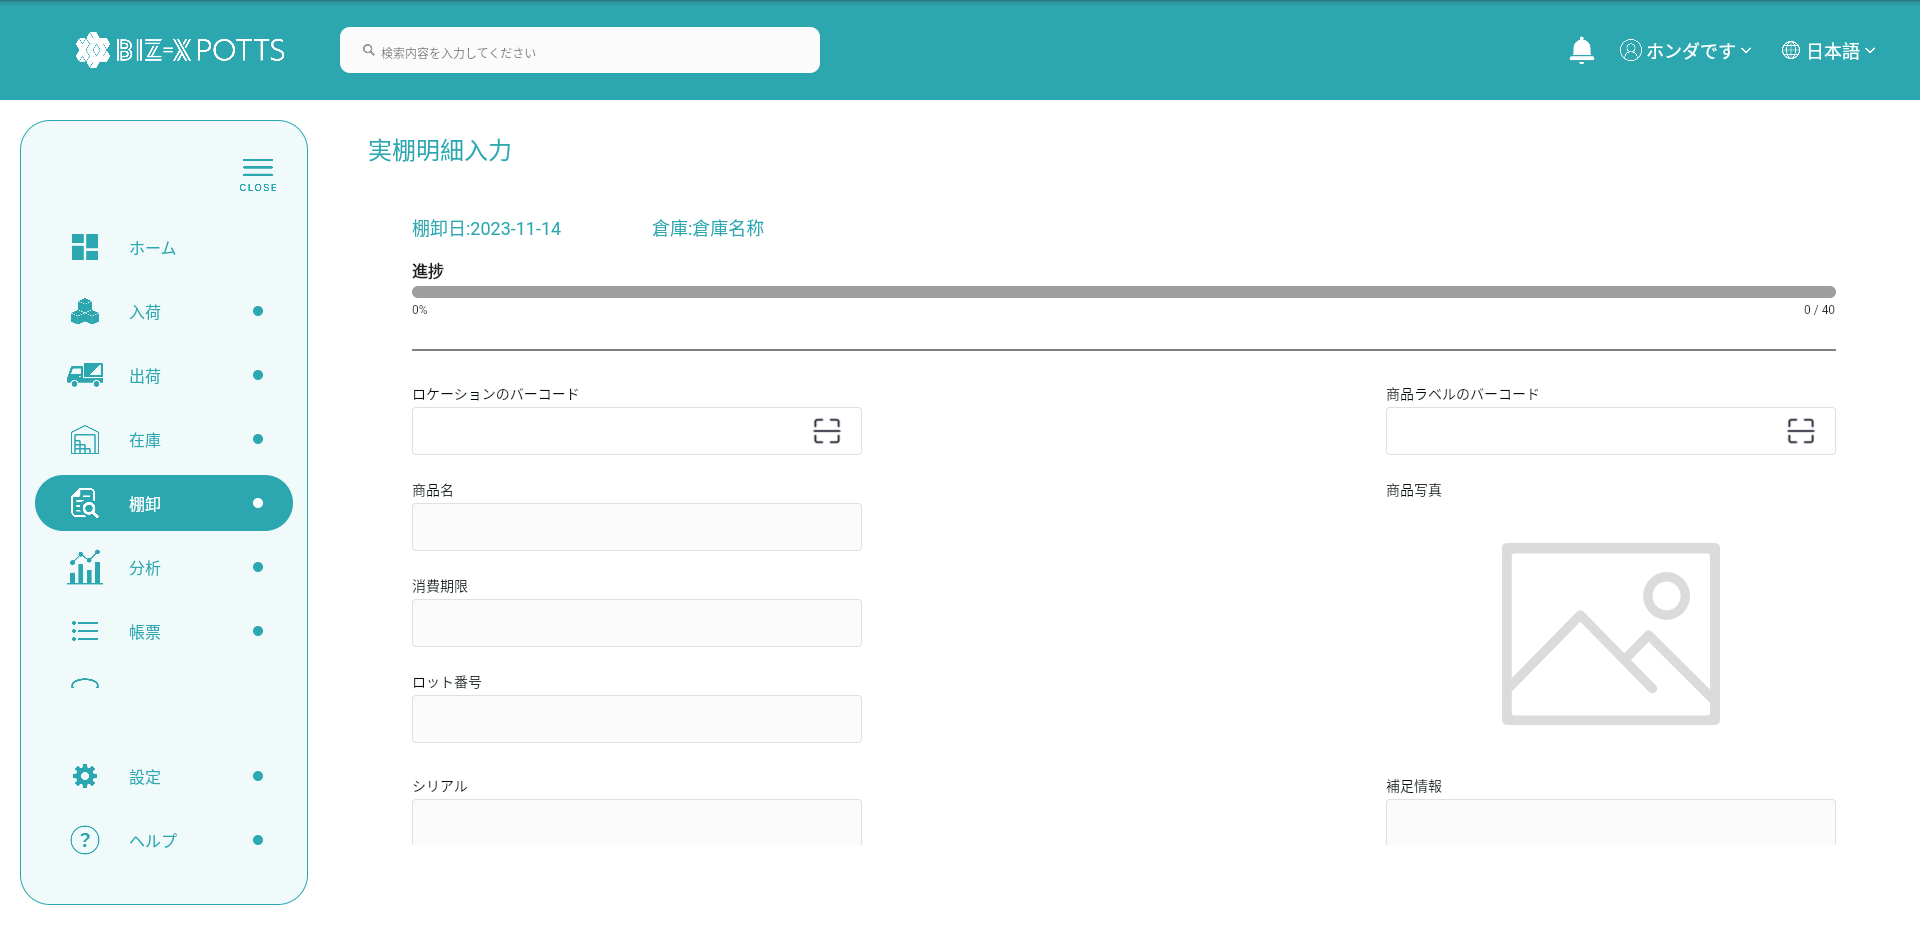 BIZ-X POTTS
検索内容を入力してください
ホンダです
日本語
CLOSE
ホーム
入荷
出荷
在庫
棚卸
分析
帳票
設定
?
ヘルプ
実棚明細入力
棚卸日:2023-11-14
倉庫:倉庫名称
進捗
0%
0 / 40
ロケーションのバーコード
商品ラベルのバーコード
商品名
商品写真
消費期限
ロット番号
シリアル
補足情報